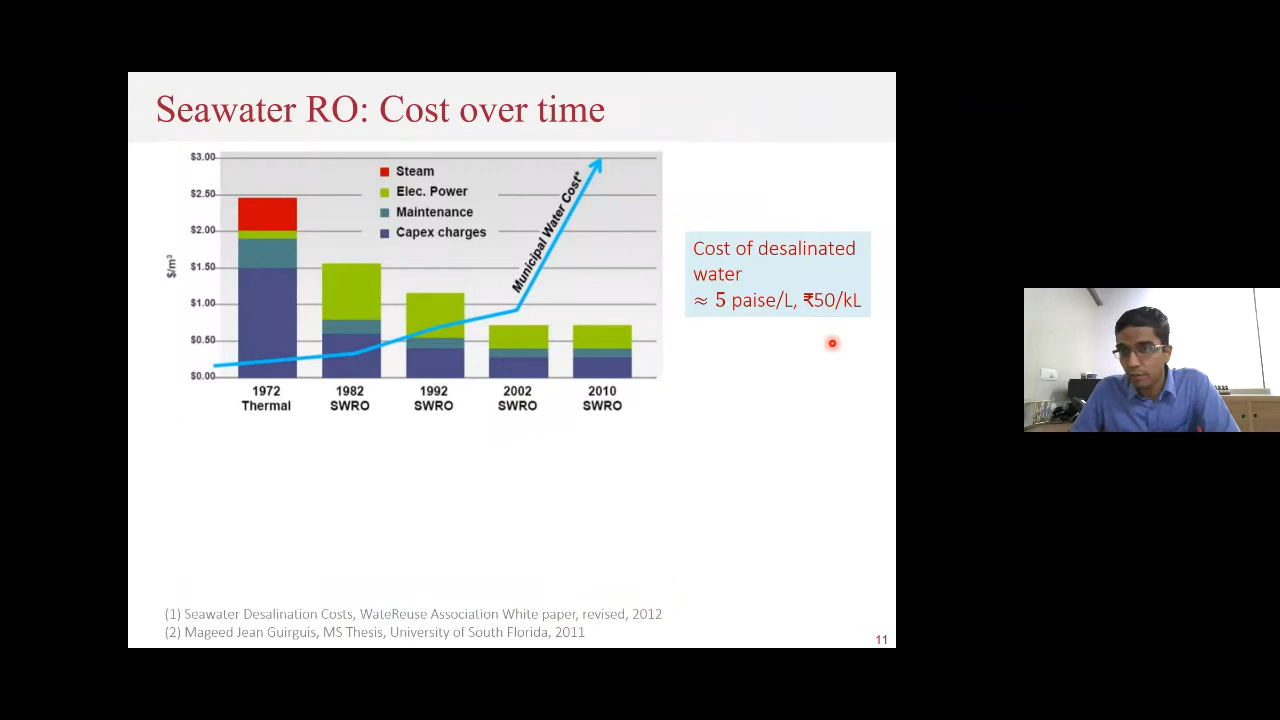 Seawater RO: Cost over time
$3.00
$2.50
$2.00
$1.50
$1.00
$0.50
$0.00
$/m³
Steam
Elec. Power
Maintenance
Capex charges
Municipal Water Cost*
1972
Thermal
1982
SWRO
1992
SWRO
2002
SWRO
2010
SWRO
Cost of desalinated
water
≈ 5 paise/L, ₹50/kL
(1) Seawater Desalination Costs, WateReuse Association White paper, revised, 2012
(2) Mageed Jean Guirguis, MS Thesis, University of South Florida, 2011
11